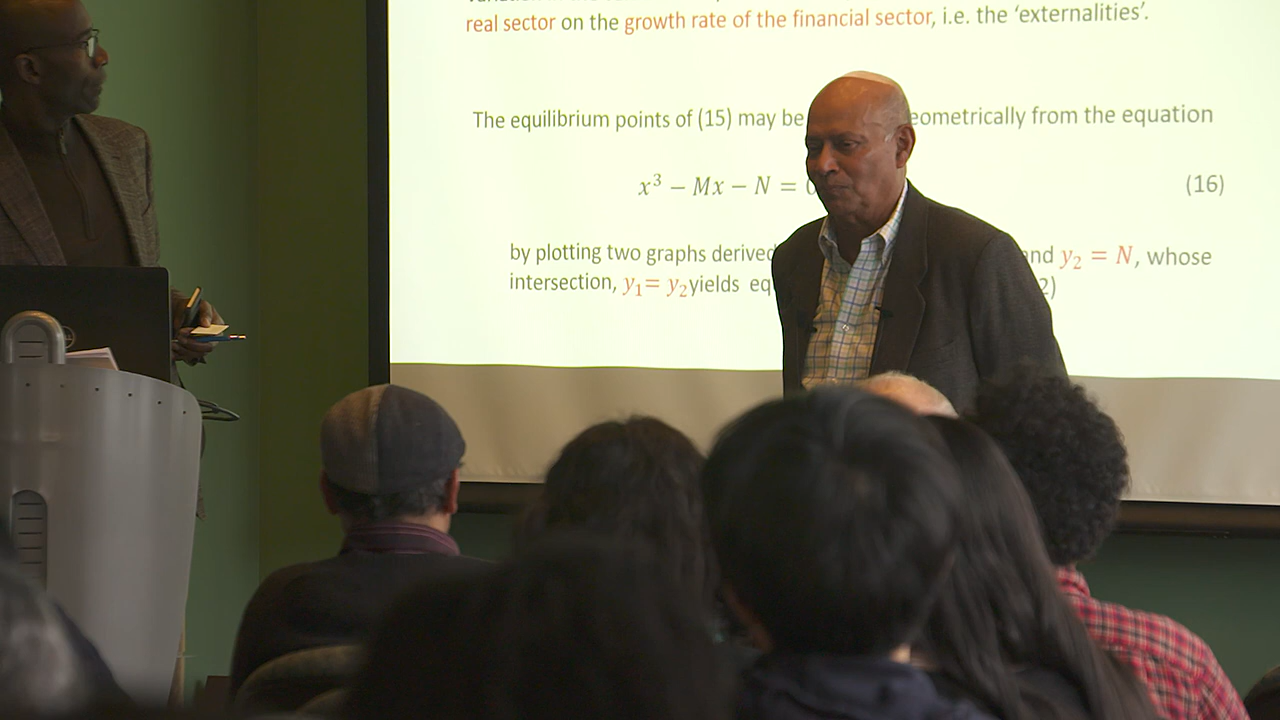 real sector on the growth rate of the financial sector, i.e. the ‘externalities’.
The equilibrium points of (15) may be eometrically from the equation
x³ − Mx − N = (16)
by plotting two graphs derived and y₂ = N, whose
intersection, y₁= y₂yields eq 2)